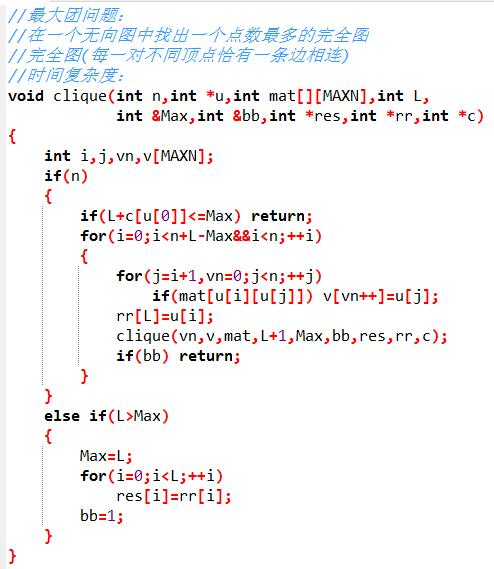 //最大团问题:
//在一个无向图中找出一个点数最多的完全图
//完全图(每一对不同顶点恰有一条边相连)
//时间复杂度:
void clique(int n,int *u,int mat[][MAXN],int L,
int &Max,int &bb,int *res,int *rr,int *c)
{
int i,j,vn,v[MAXN];
if(n)
{
if(L+c[u[0]]<=Max) return;
for(i=0;i<n+L-Max&&i<n;++i)
{
for(j=i+1,vn=0;j<n;++j)
if(mat[u[i][u[j]]) v[vn++]=u[j];
rr[L]=u[i];
clique(vn,v,mat,L+1,Max,bb,res,rr,c);
if(bb) return;
}
}
else if(L>Max)
{
Max=L;
for(i=0;i<L;++i)
res[i]=rr[i];
bb=1;
}
}